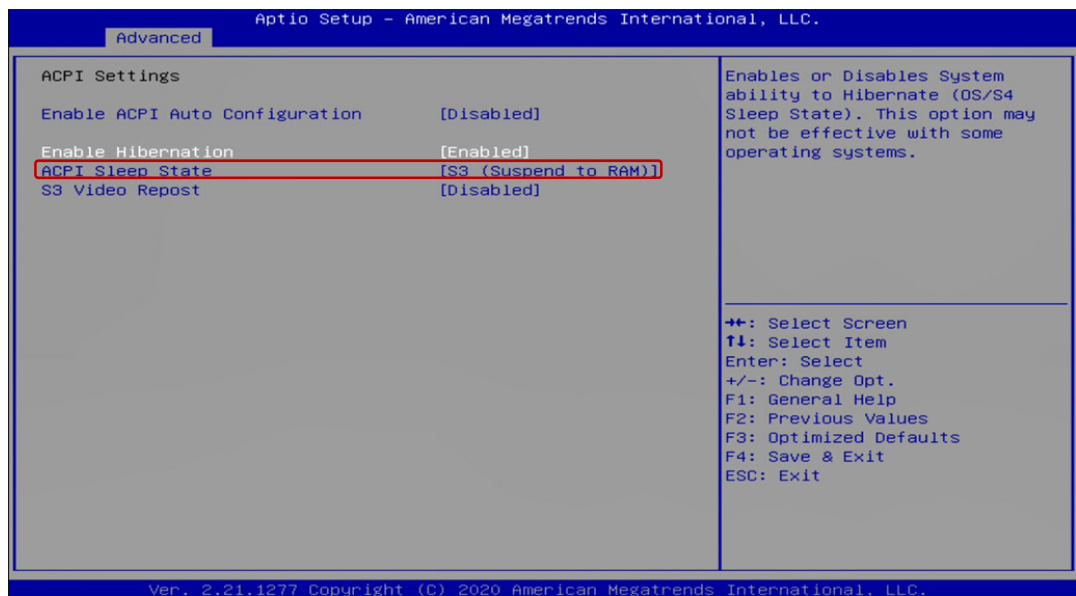 Aptio Setup – American Megatrends International, LLC.
Advanced
ACPI Settings
Enable ACPI Auto Configuration [Disabled]
Enable Hibernation [Enabled]
ACPI Sleep State [S3 (Suspend to RAM)]
S3 Video Repost [Disabled]
Enables or Disables System
ability to Hibernate (OS/S4
Sleep State). This option may
not be effective with some
operating systems.
→←: Select Screen
↑↓: Select Item
Enter: Select
+/-: Change Opt.
F1: General Help
F2: Previous Values
F3: Optimized Defaults
F4: Save & Exit
ESC: Exit
Ver. 2.21.1277 Copyright (C) 2020 American Megatrends International, LLC.